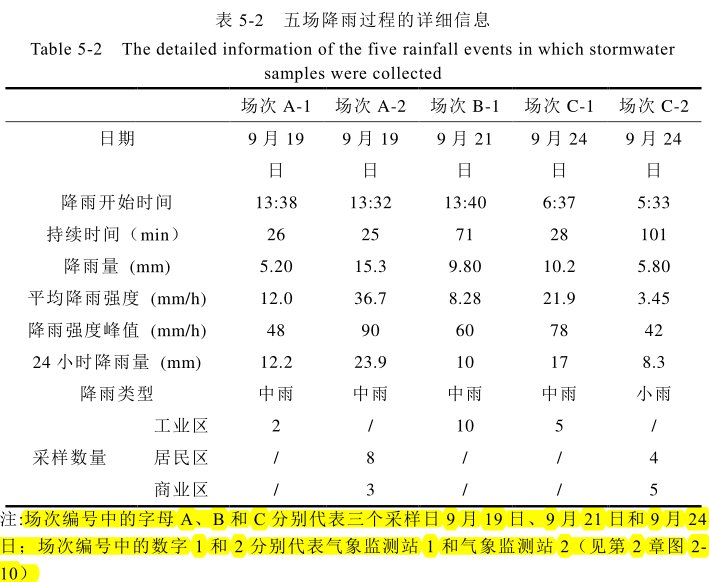 表 5-2 五场降雨过程的详细信息
Table 5-2 The detailed information of the five rainfall events in which stormwater
samples were collected
场次 A-1 场次 A-2 场次 B-1 场次 C-1 场次 C-2
日期 9 月 19 9 月 19 9 月 21 9 月 24 9 月 24
日 日 日 日 日
降雨开始时间 13:38 13:32 13:40 6:37 5:33
持续时间（min） 26 25 71 28 101
降雨量 (mm) 5.20 15.3 9.80 10.2 5.80
平均降雨强度 (mm/h) 12.0 36.7 8.28 21.9 3.45
降雨强度峰值 (mm/h) 48 90 60 78 42
24 小时降雨量 (mm) 12.2 23.9 10 17 8.3
降雨类型 中雨 中雨 中雨 中雨 小雨
工业区 2 / 10 5 /
采样数量 居民区 / 8 / / 4
商业区 / 3 / / 5
注:场次编号中的字母 A、B 和 C 分别代表三个采样日 9 月 19 日、9 月 21 日和 9 月 24
日；场次编号中的数字 1 和 2 分别代表气象监测站 1 和气象监测站 2（见第 2 章图 2-
10）